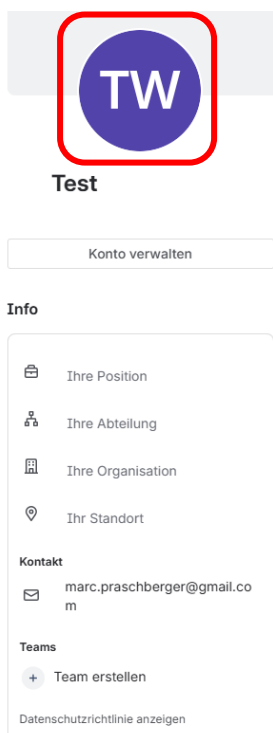 TW
Test
Konto verwalten
Info
Ihre Position
Ihre Abteilung
Ihre Organisation
Ihr Standort
Kontakt
marc.praschberger@gmail.co
m
Teams
+ Team erstellen
Datenschutzrichtlinie anzeigen